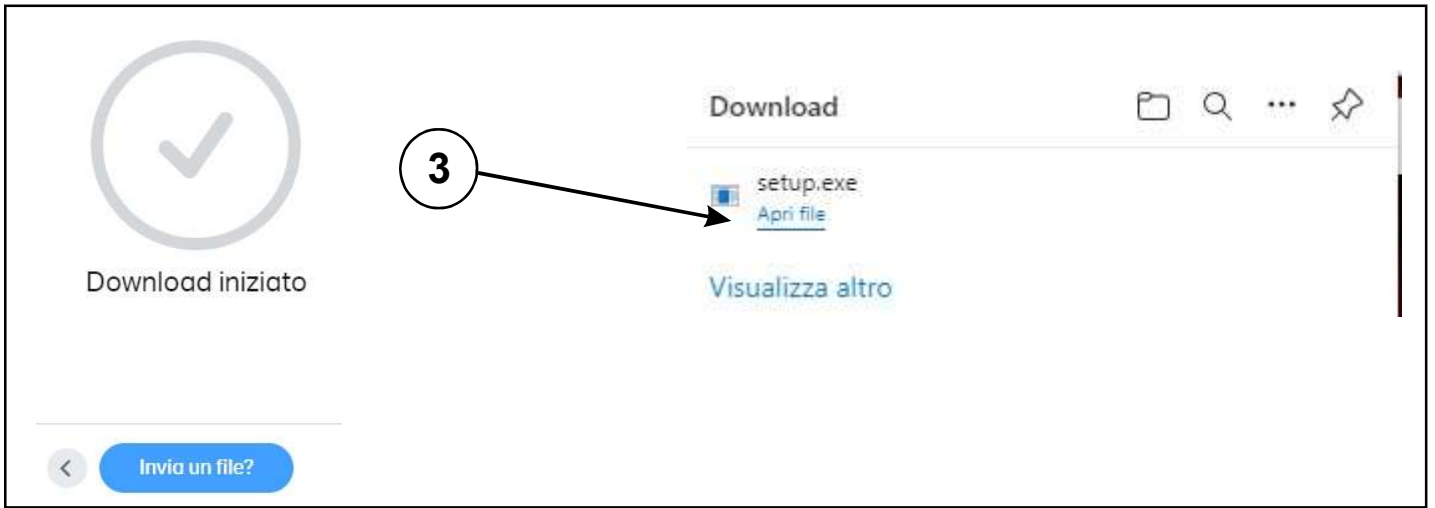 Download iniziato
Invia un file?
3
Download
setup.exe
Apri file
Visualizza altro